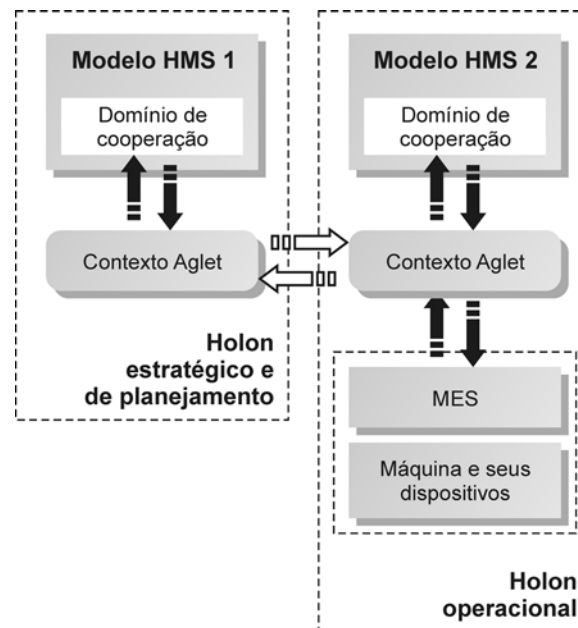 Modelo HMS 1
Domínio de
cooperação
Contexto Aglet
Holon
estratégico e
de planejamento
Modelo HMS 2
Domínio de
cooperação
Contexto Aglet
MES
Máquina e seus
dispositivos
Holon
operacional